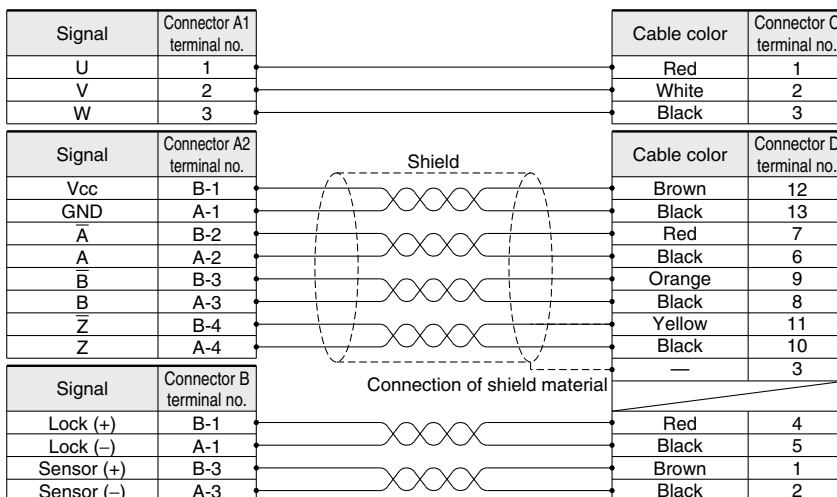 Signal Connector A1 terminal no. Cable color Connector C terminal no.
U 1 Red 1
V 2 White 2
W 3 Black 3
Signal Connector A2 terminal no. Shield Cable color Connector D terminal no.
Vcc B-1 Brown 12
GND A-1 Black 13
A̅ B-2 Red 7
A A-2 Black 6
B̅ B-3 Orange 9
B A-3 Black 8
Z̅ B-4 Yellow 11
Z A-4 Black 10
— 3
Signal Connector B terminal no. Connection of shield material
Lock (+) B-1 Red 4
Lock (−) A-1 Black 5
Sensor (+) B-3 Brown 1
Sensor (−) A-3 Black 2